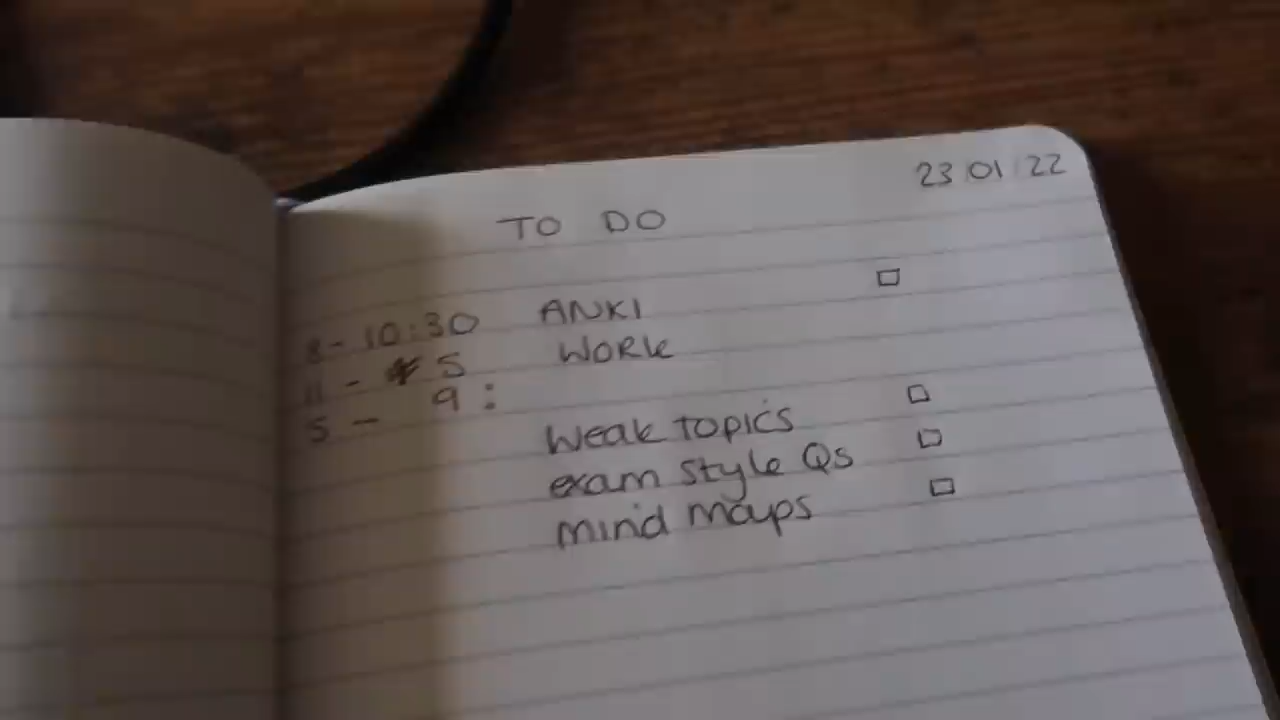 23/01/22
TO DO
8 - 10:30 ANKI
11 - 5 WORK
5 - 9 :
weak topics
exam style Qs
mind maps